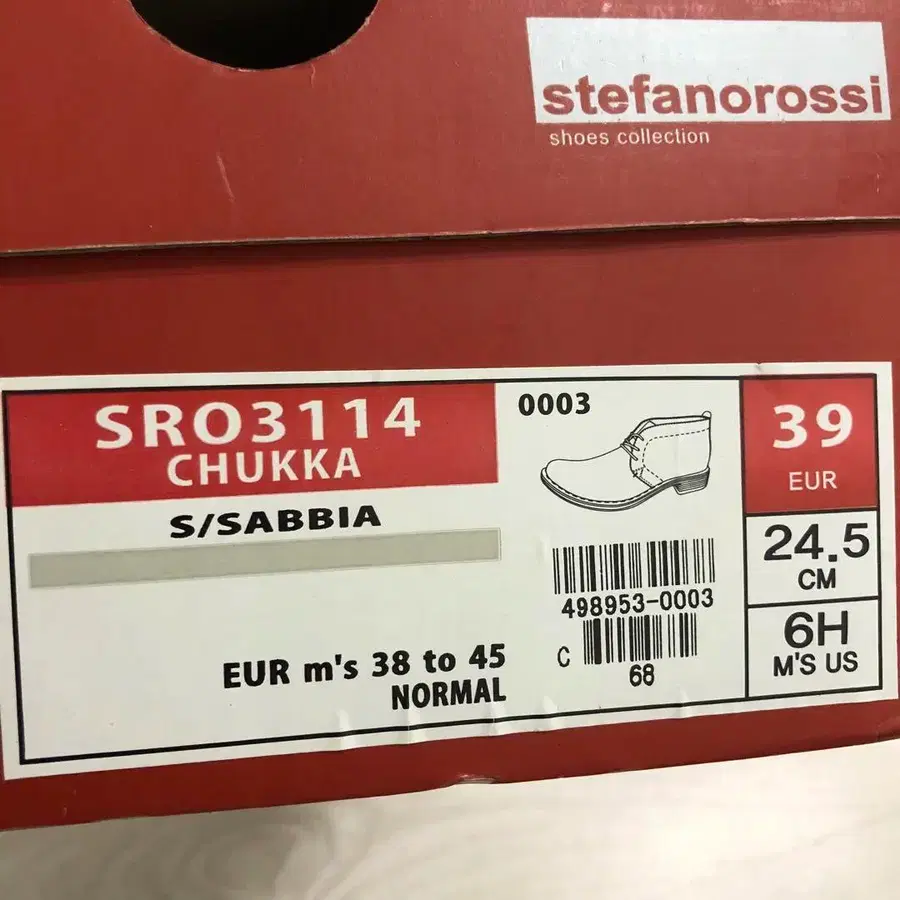 stefanorossi
shoes collection
SRO3114
CHUKKA
S/SABBIA
EUR m's 38 to 45
NORMAL
0003
498953-0003
C
68
39
EUR
24.5
CM
6H
M'S US